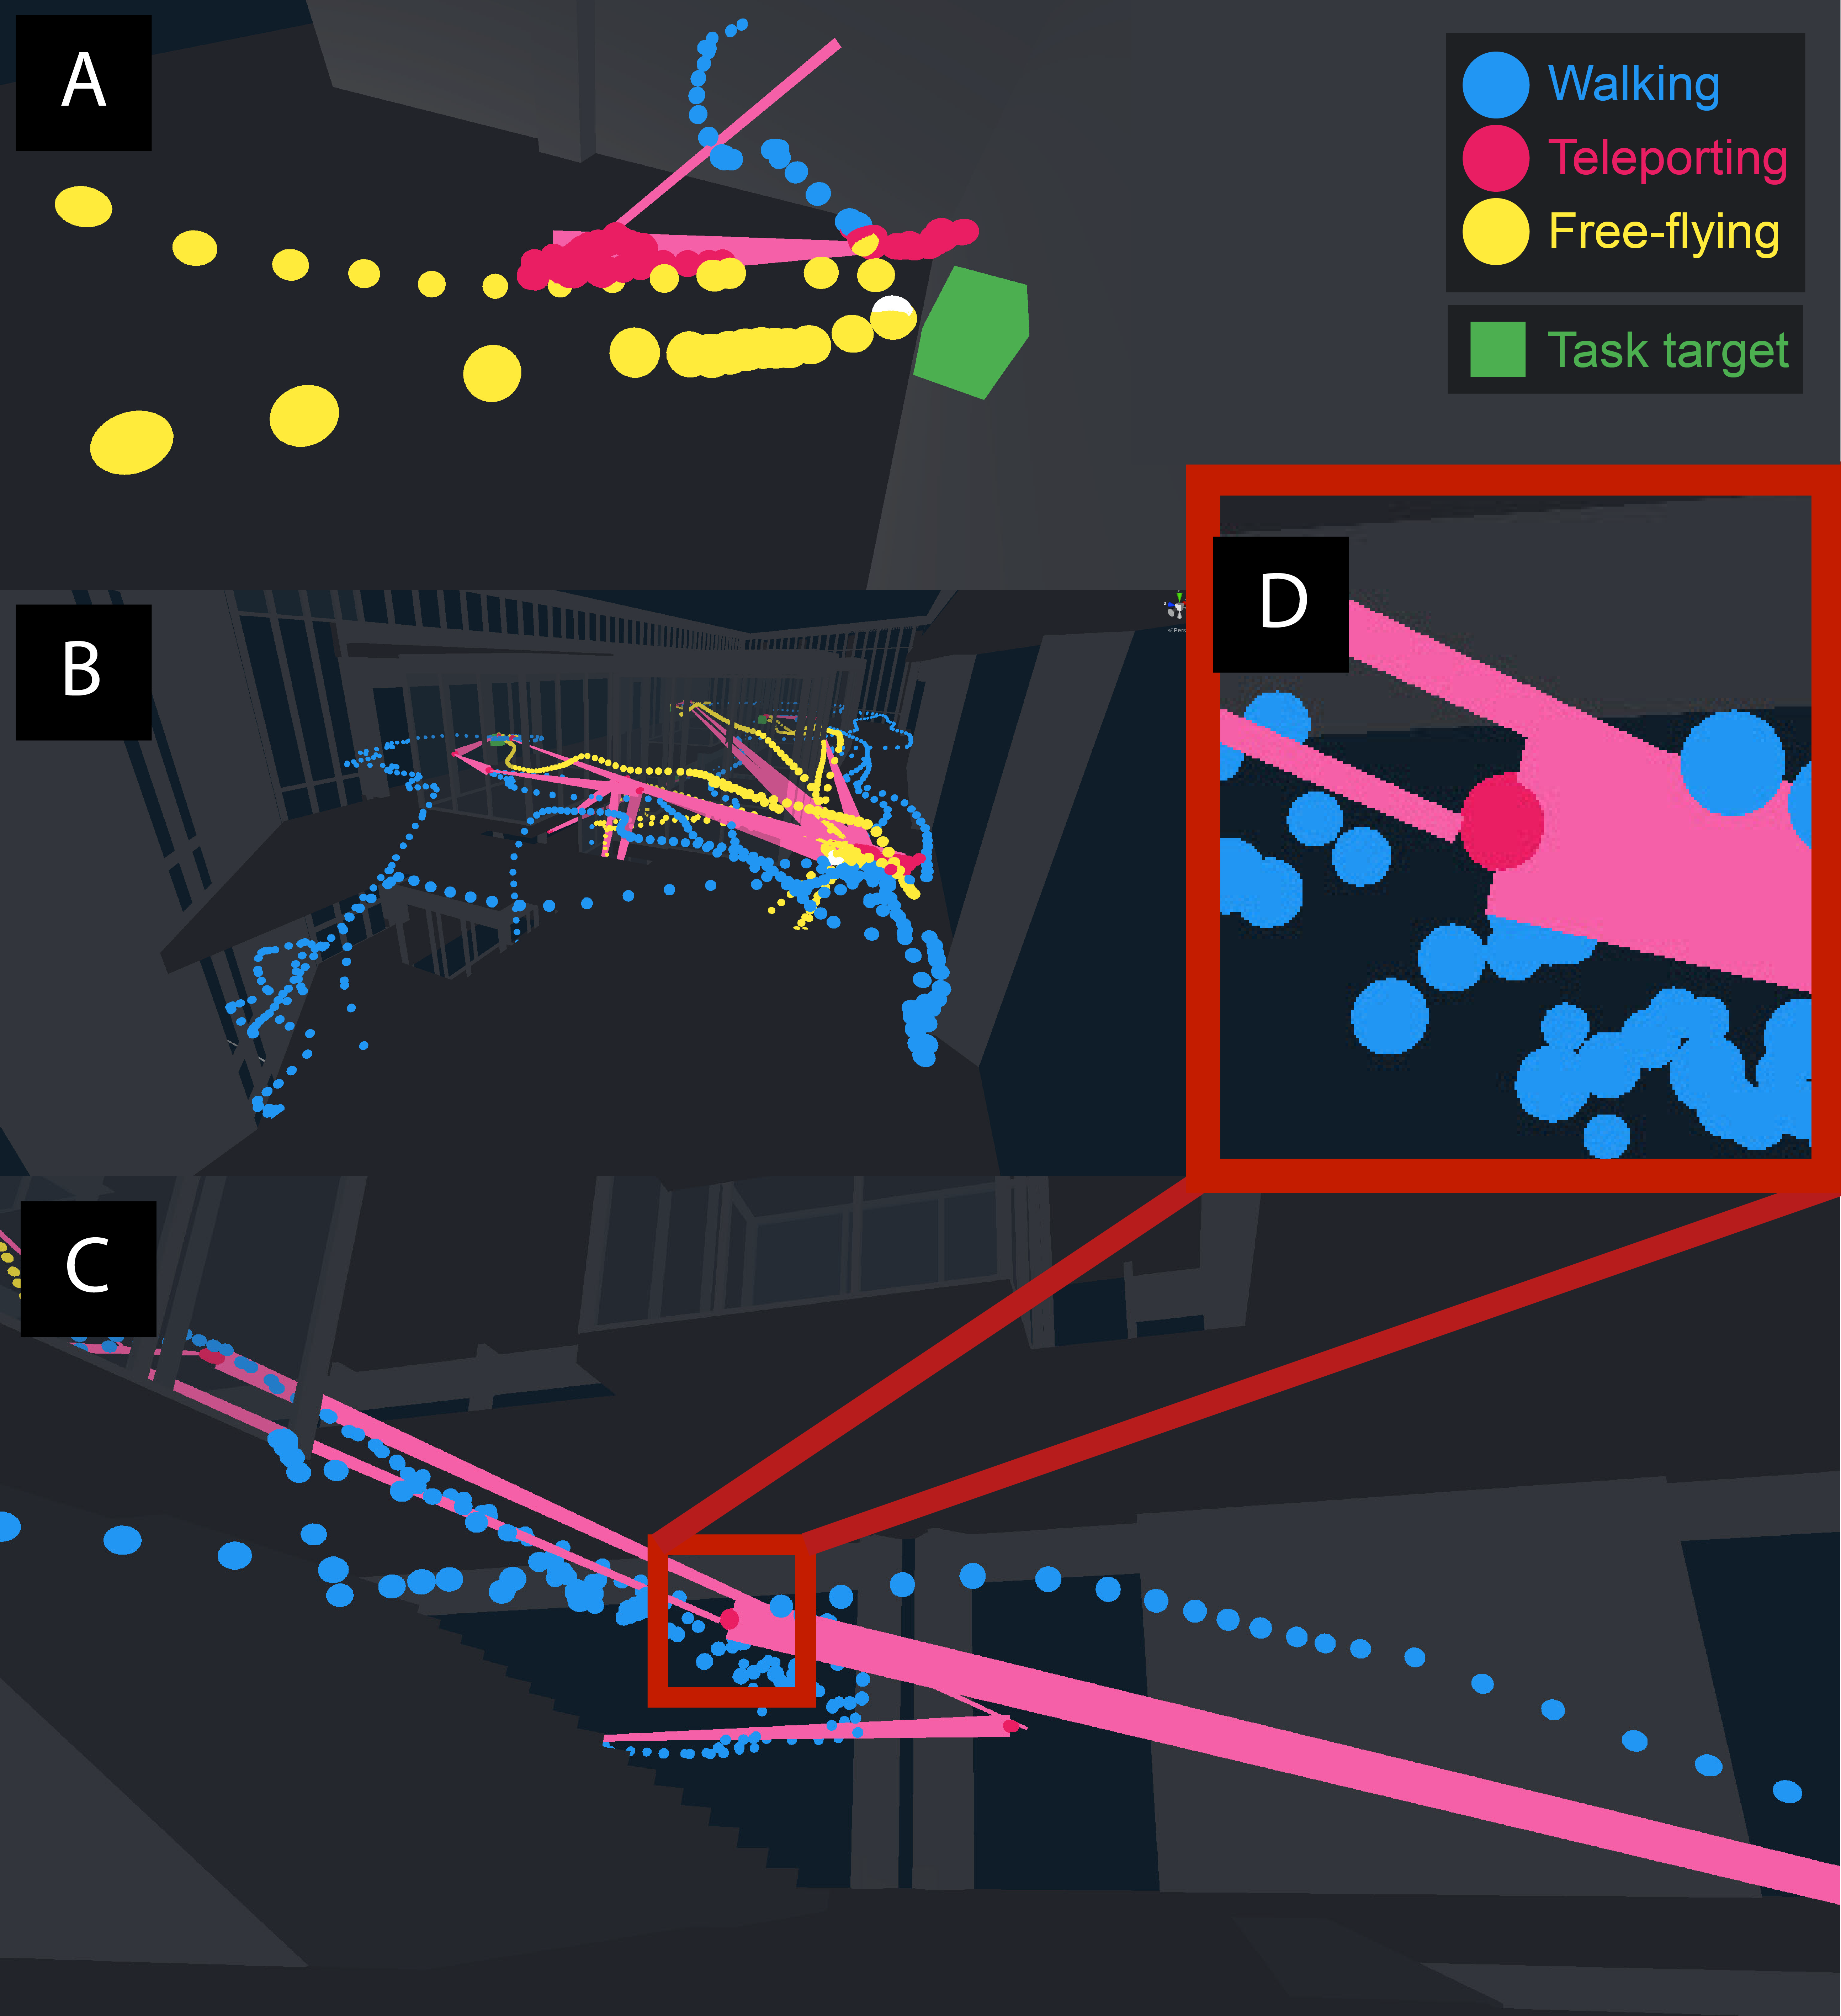 A
Walking
Teleporting
Free-flying
Task target
B
D
C